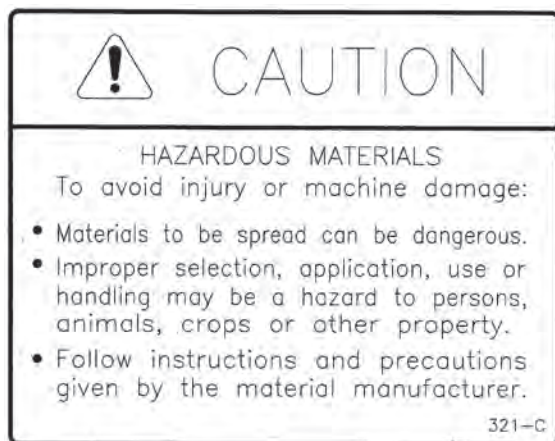 CAUTION
HAZARDOUS MATERIALS
To avoid injury or machine damage:
• Materials to be spread can be dangerous.
• Improper selection, application, use or
handling may be a hazard to persons,
animals, crops or other property.
• Follow instructions and precautions
given by the material manufacturer.
321-C